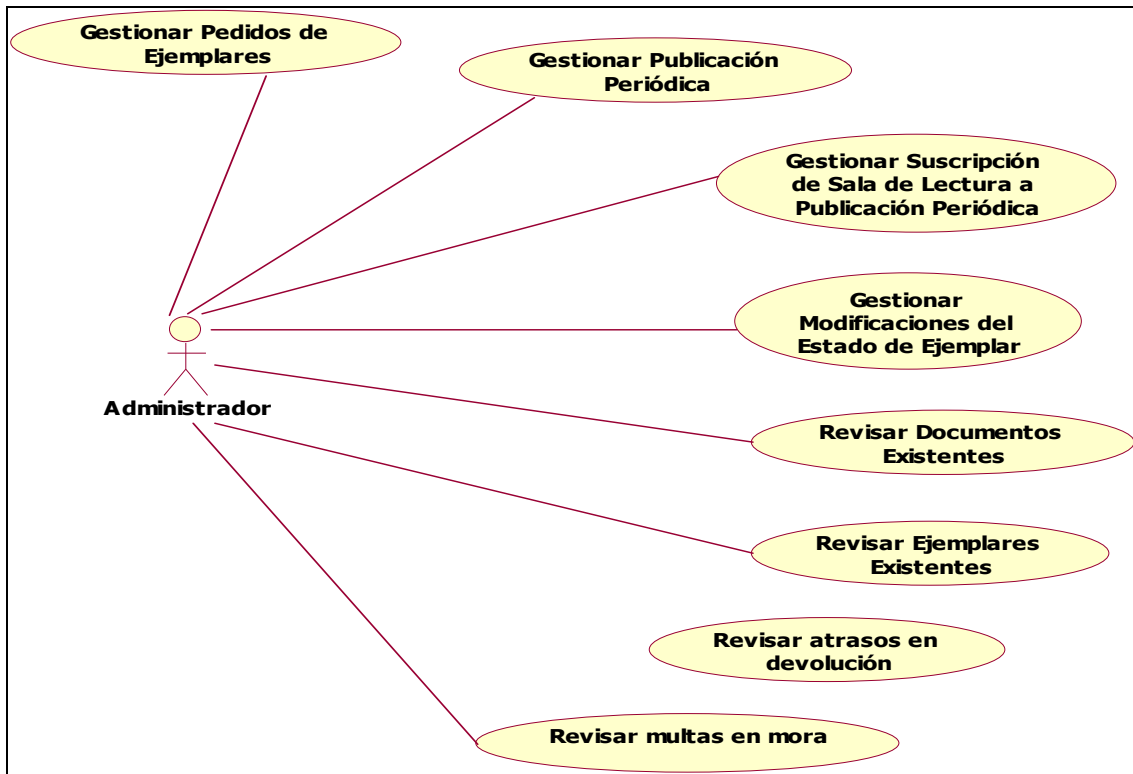 Gestionar Pedidos de
Ejemplares
Gestionar Publicación
Periódica
Gestionar Suscripción
de Sala de Lectura a
Publicación Periódica
Gestionar
Modificaciones del
Estado de Ejemplar
Administrador
Revisar Documentos
Existentes
Revisar Ejemplares
Existentes
Revisar atrasos en
devolución
Revisar multas en mora